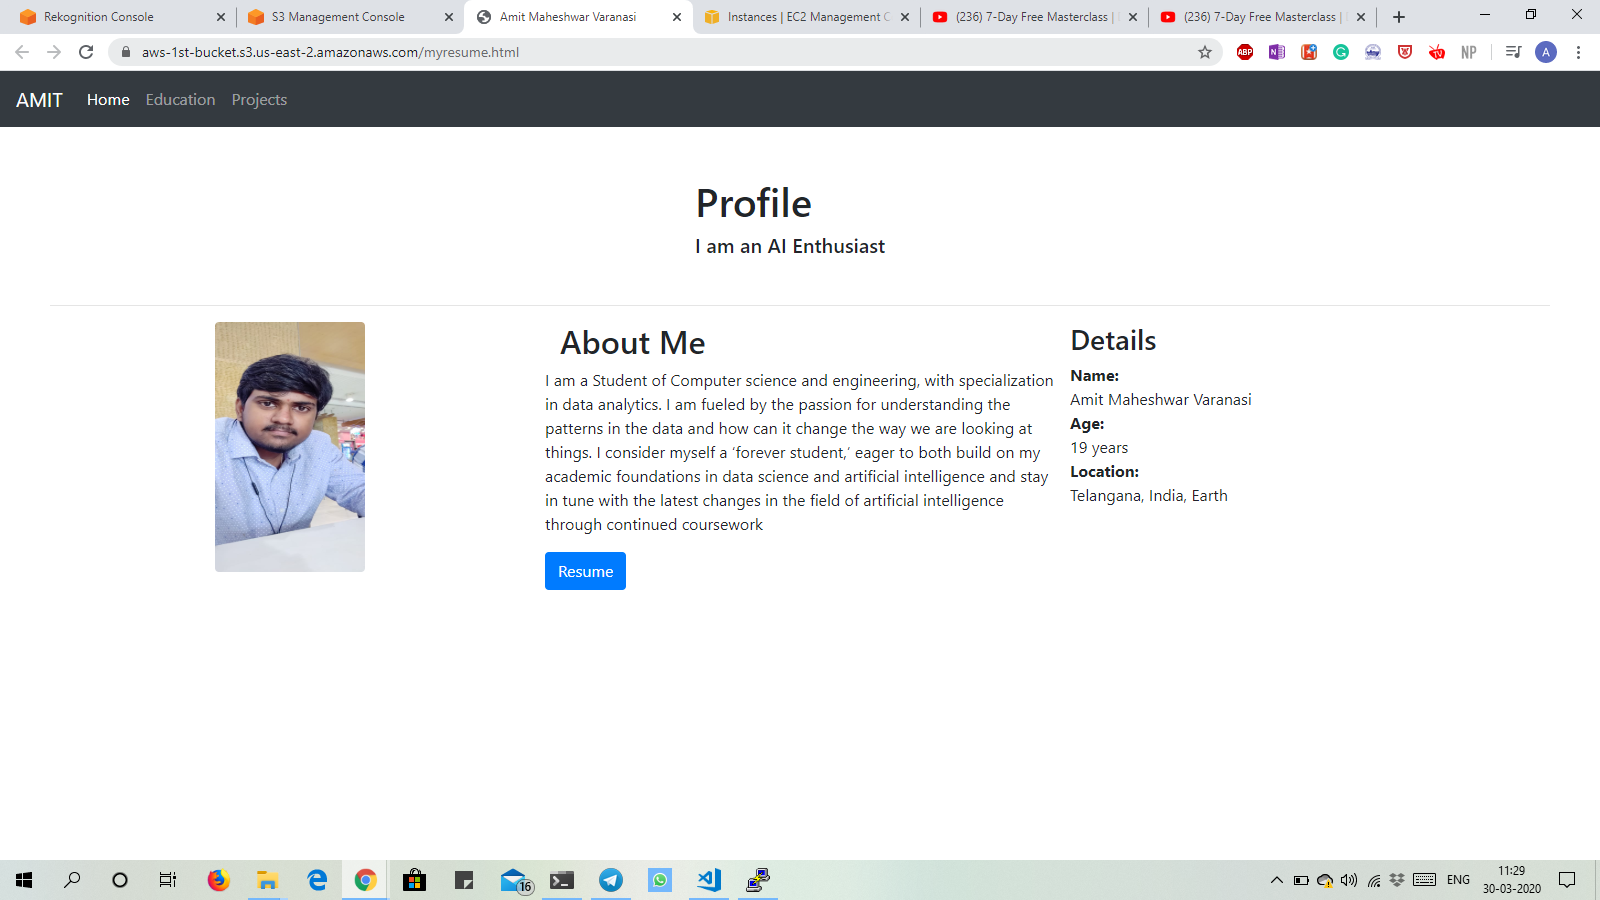 Rekognition Console
S3 Management Console
Amit Maheshwar Varanasi
Instances | EC2 Management C
(236) 7-Day Free Masterclass |
(236) 7-Day Free Masterclass |
aws-1st-bucket.s3.us-east-2.amazonaws.com/myresume.html
ABP
N
G
TV
NP
A
AMIT
Home
Education
Projects
Profile
I am an AI Enthusiast
About Me
I am a Student of Computer science and engineering, with specialization
in data analytics. I am fueled by the passion for understanding the
patterns in the data and how can it change the way we are looking at
things. I consider myself a ‘forever student,’ eager to both build on my
academic foundations in data science and artificial intelligence and stay
in tune with the latest changes in the field of artificial intelligence
through continued coursework
Resume
Details
Name:
Amit Maheshwar Varanasi
Age:
19 years
Location:
Telangana, India, Earth
16
ENG
11:29
30-03-2020